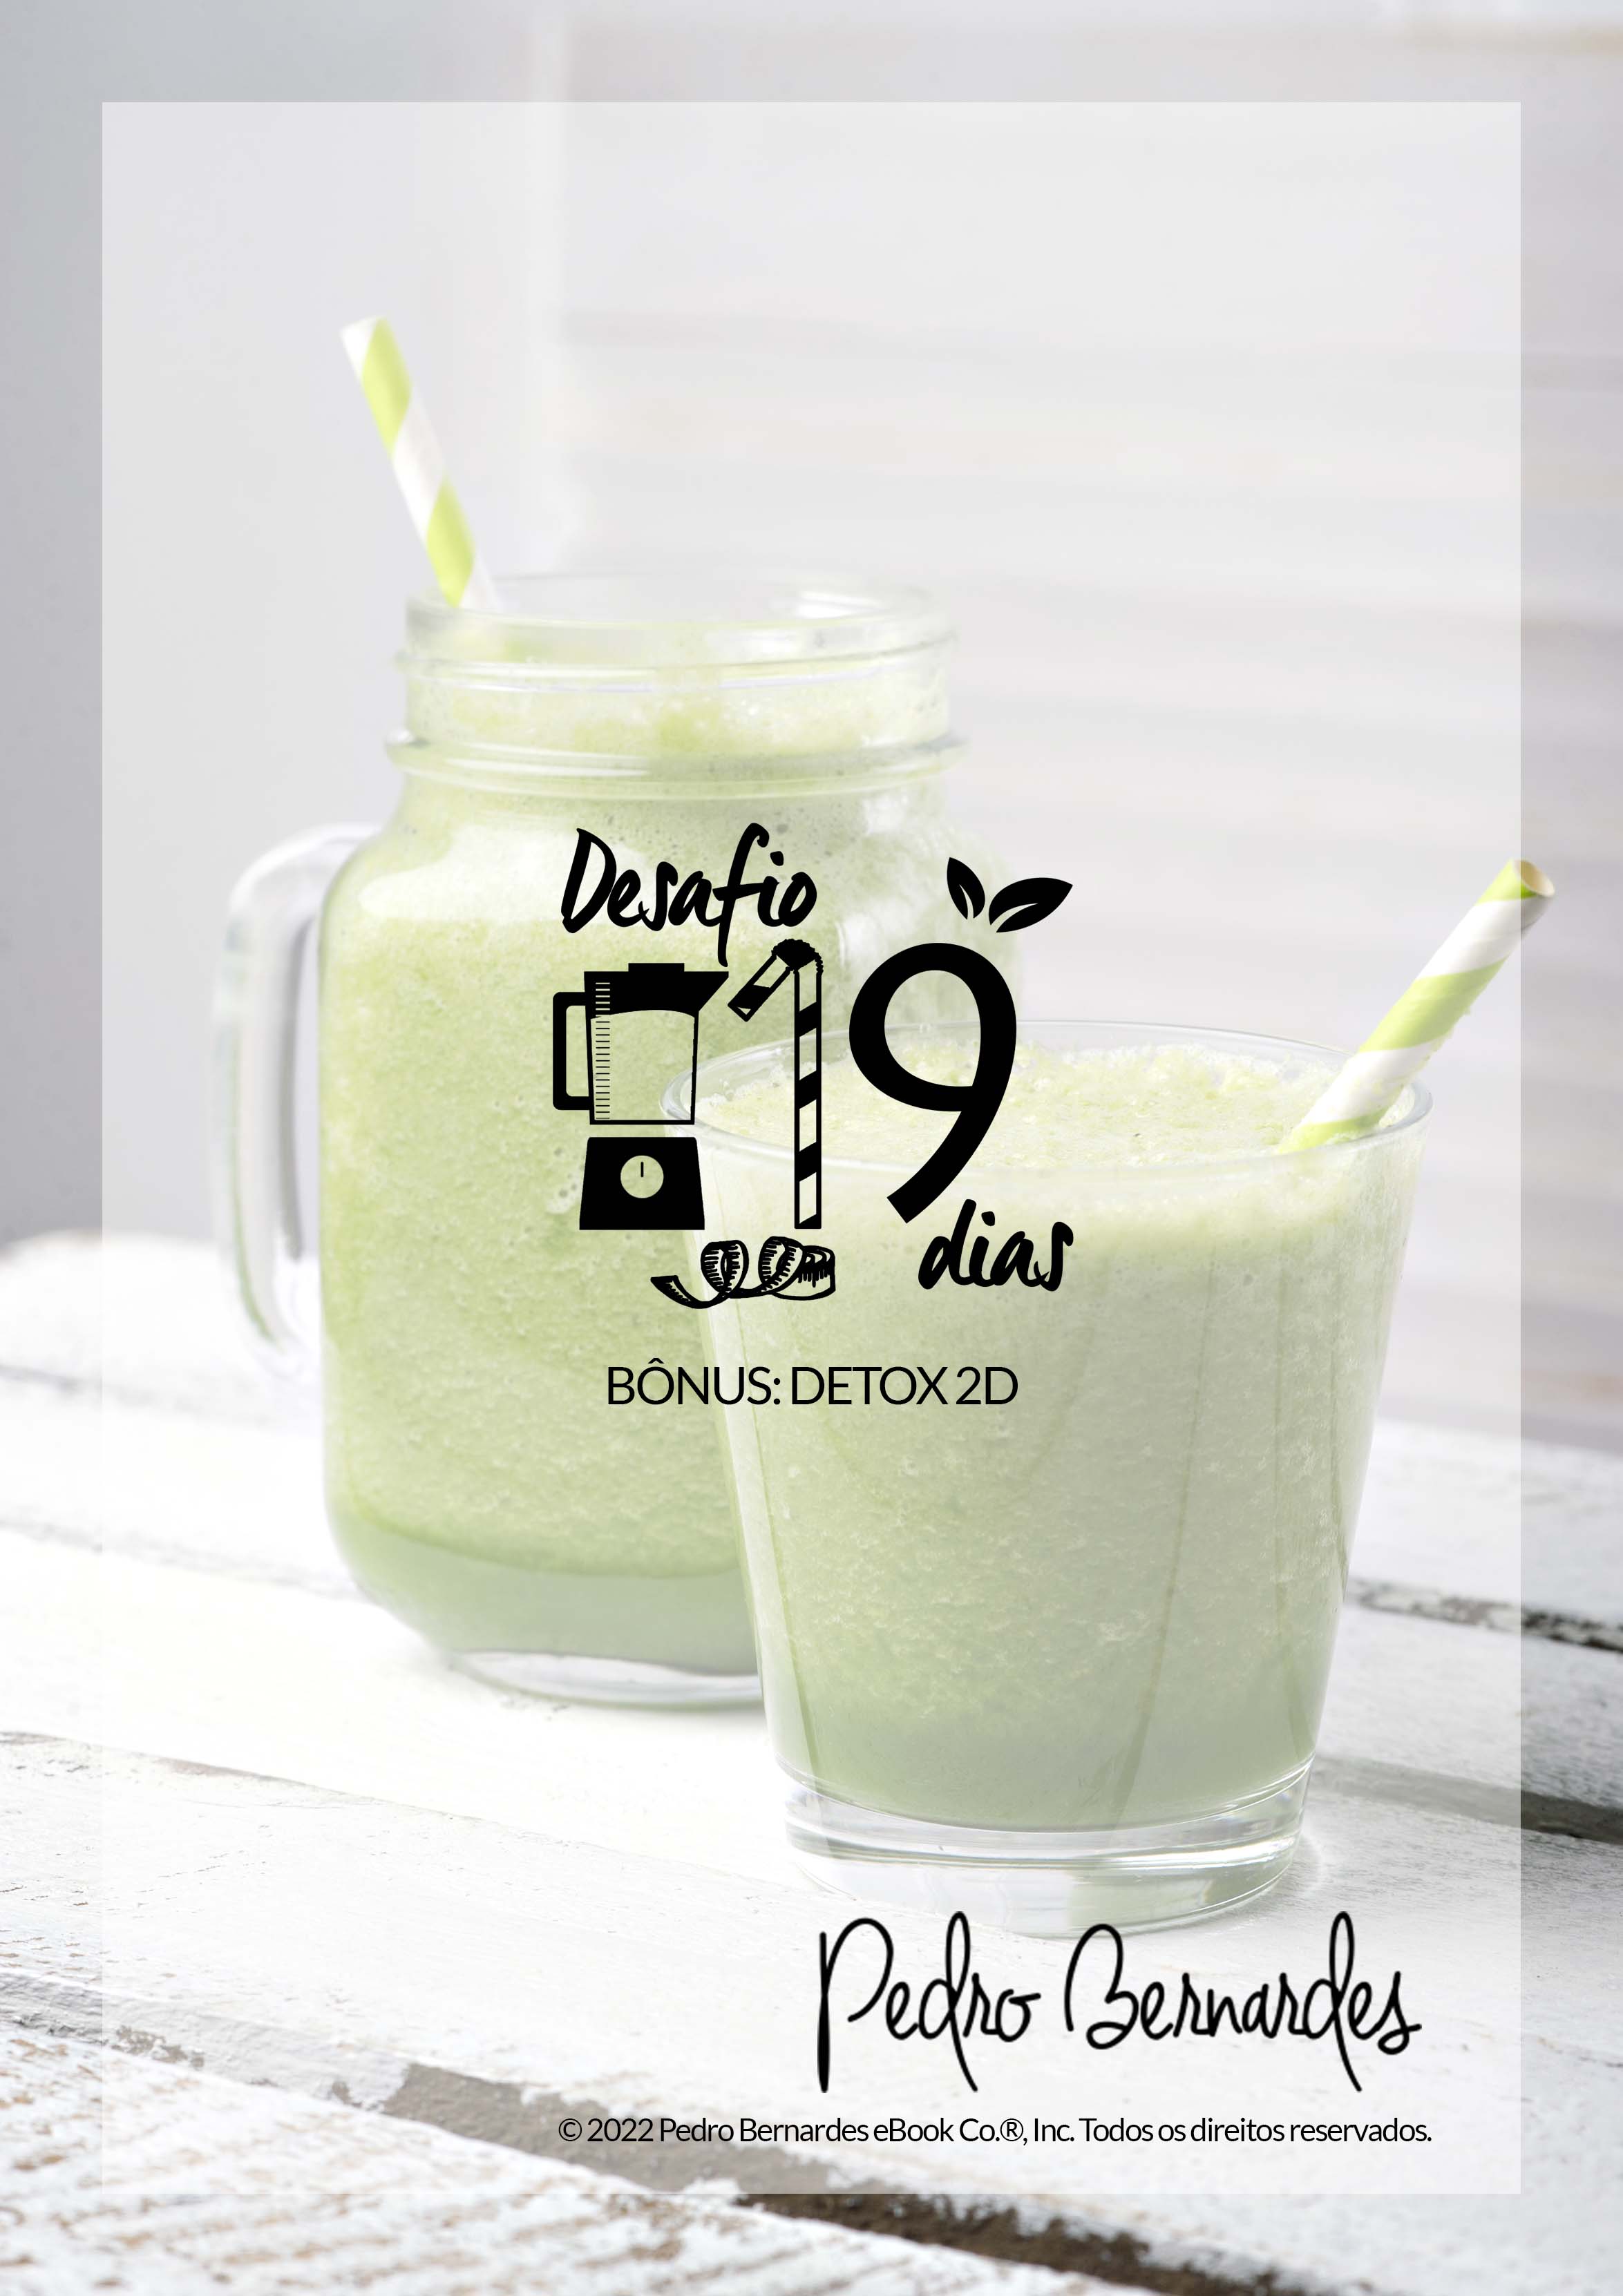 Desafio
19
dias
BÔNUS: DETOX 2D
Pedro Bernardes
© 2022 Pedro Bernardes eBook Co.®, Inc. Todos os direitos reservados.